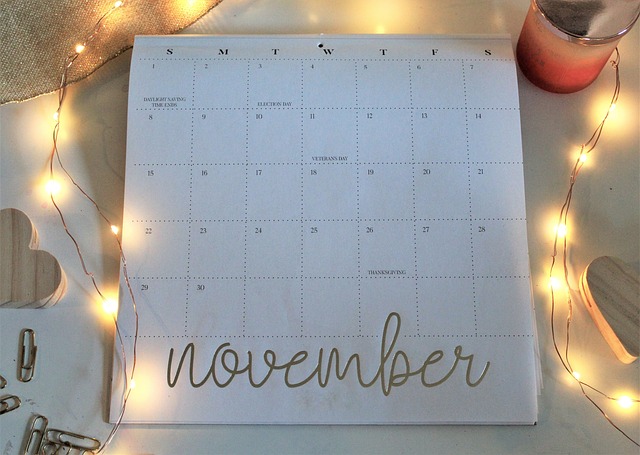 S M T W T F S
1 2 3 4 5 6 7
DAYLIGHT SAVING
TIME ENDS
ELECTION DAY
8 9 10 11 12 13 14
VETERAN'S DAY
15 16 17 18 19 20 21
22 23 24 25 26 27 28
THANKSGIVING
29 30
november